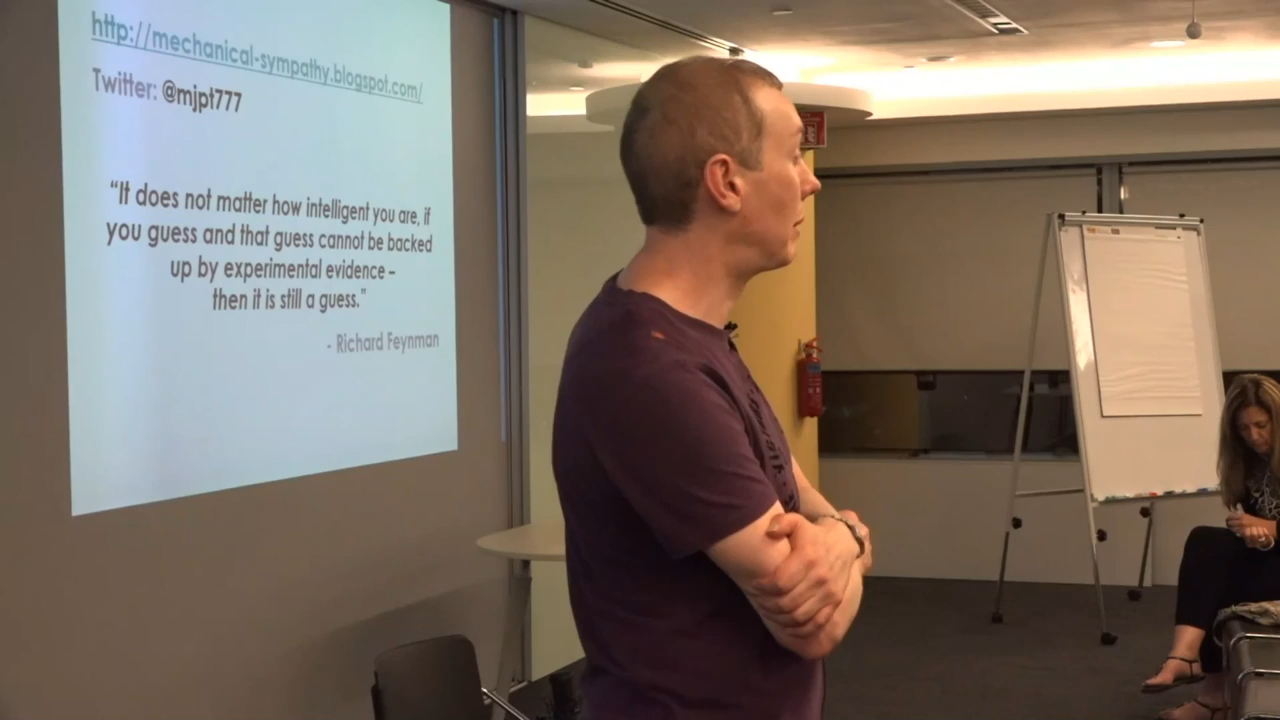 http://mechanical-sympathy.blogspot.com/
Twitter: @mjpt777
“It does not matter how intelligent you are, if
you guess and that guess cannot be backed
up by experimental evidence –
then it is still a guess.”
- Richard Feynman